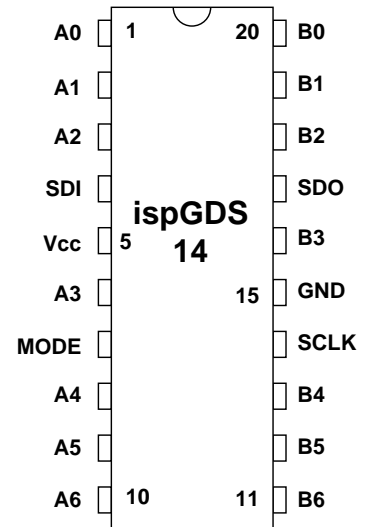 A0 1 20 B0
A1 B1
A2 B2
SDI SDO
ispGDS
Vcc 5 14 B3
A3 15 GND
MODE SCLK
A4 B4
A5 B5
A6 10 11 B6